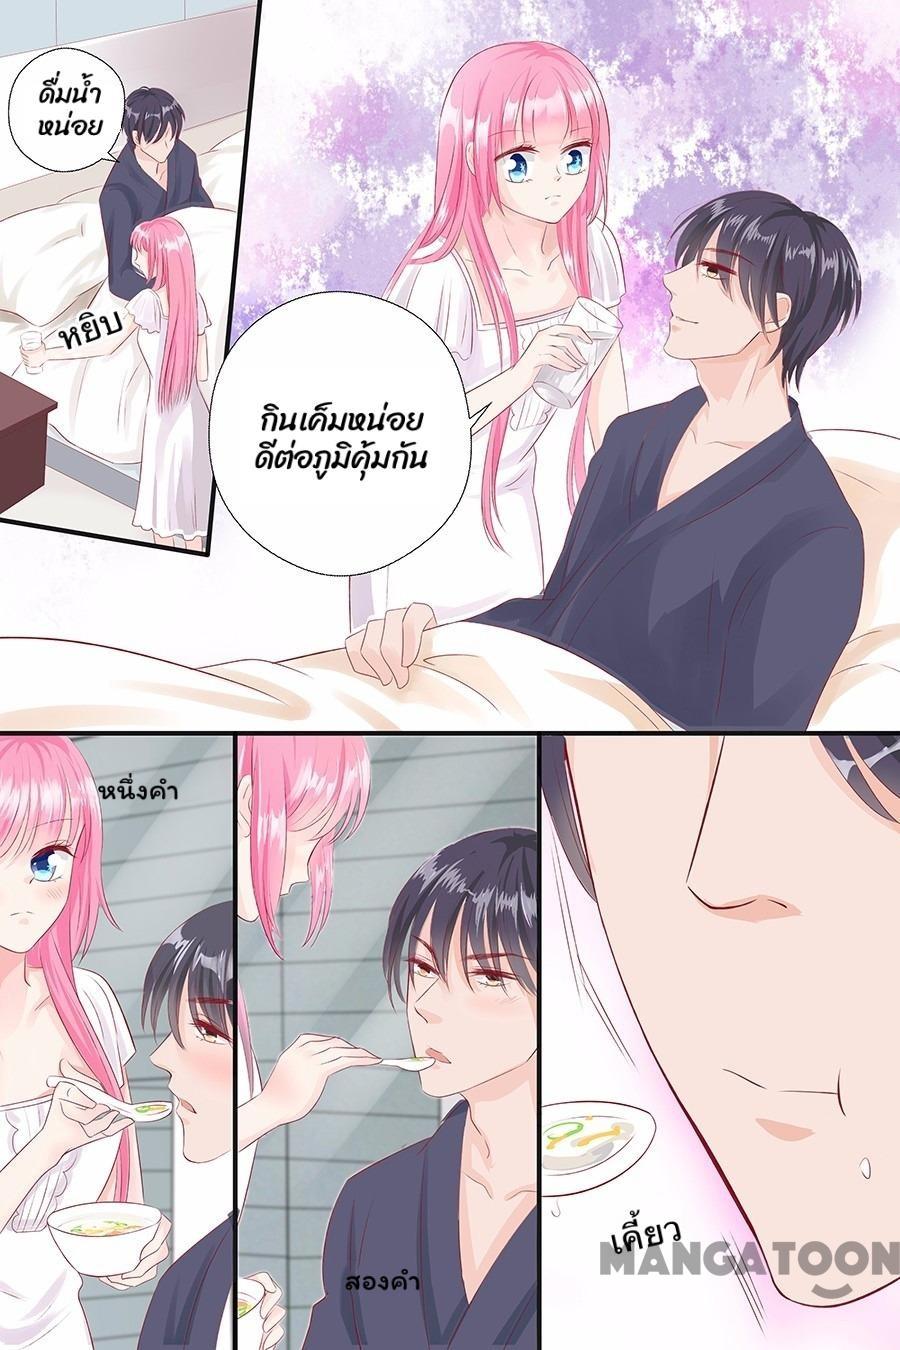 ดื่มน้ำ
หน่อย
หยิบ
กินเค็มหน่อย
ดีต่อภูมิคุ้มกัน
หนึ่งคำ
สองคำ
เคี้ยว
MANGATOON